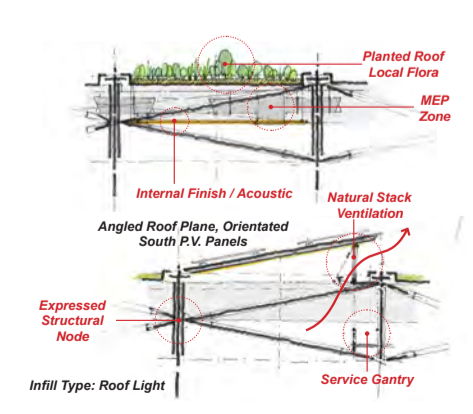 Planted Roof
Local Flora
MEP
Zone
Internal Finish / Acoustic
Natural Stack
Ventilation
Angled Roof Plane, Orientated
South P.V. Panels
Expressed
Structural
Node
Service Gantry
Infill Type: Roof Light